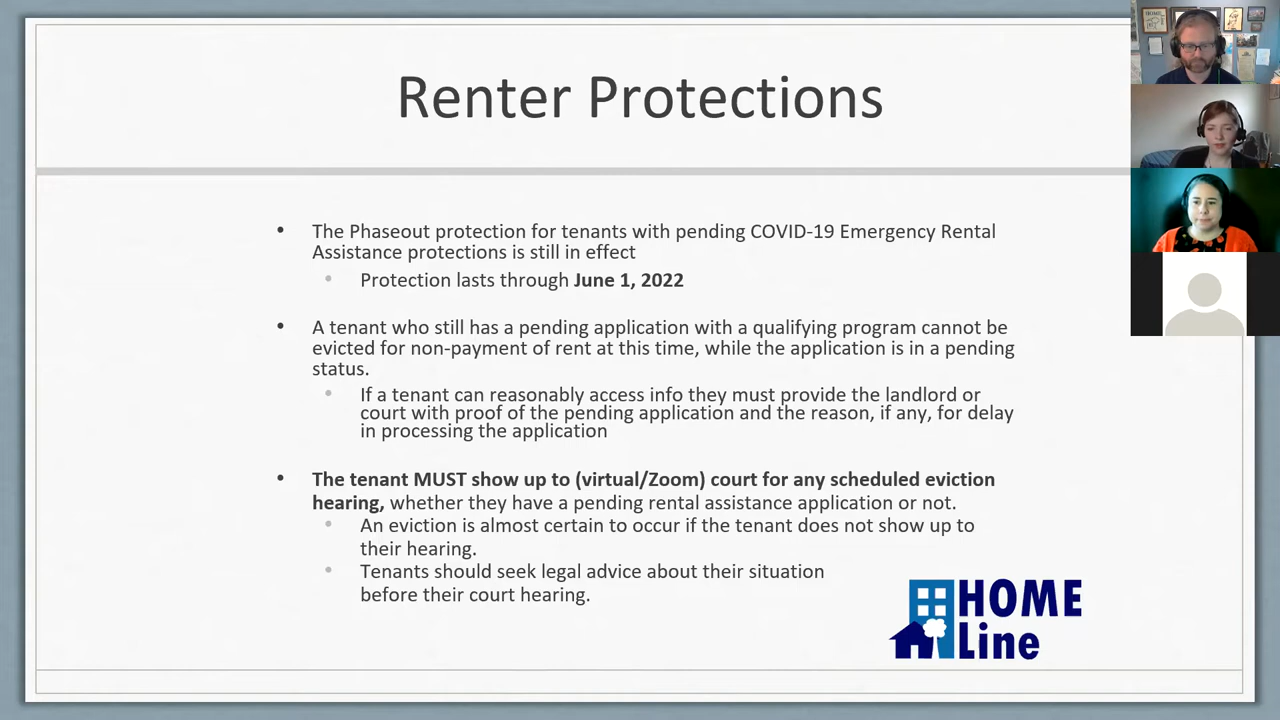 Renter Protections
• The Phaseout protection for tenants with pending COVID-19 Emergency Rental
Assistance protections is still in effect
• Protection lasts through June 1, 2022
• A tenant who still has a pending application with a qualifying program cannot be
evicted for non-payment of rent at this time, while the application is in a pending
status.
• If a tenant can reasonably access info they must provide the landlord or
court with proof of the pending application and the reason, if any, for delay
in processing the application
• The tenant MUST show up to (virtual/Zoom) court for any scheduled eviction
hearing, whether they have a pending rental assistance application or not.
• An eviction is almost certain to occur if the tenant does not show up to
their hearing.
• Tenants should seek legal advice about their situation
before their court hearing.
HOME
Line